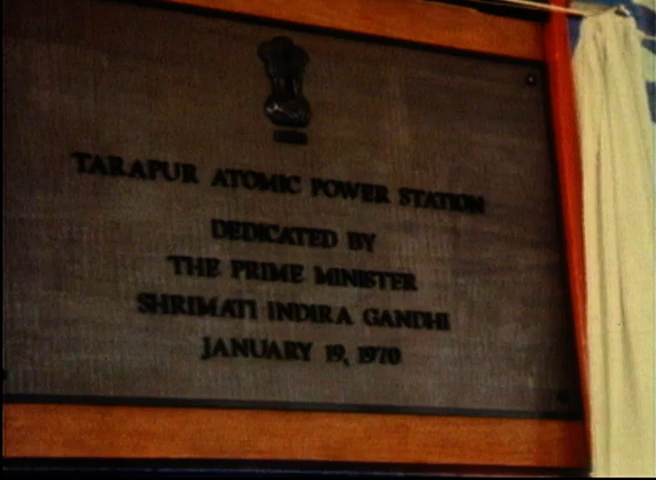 TARAPUR ATOMIC POWER STATION
DEDICATED BY
THE PRIME MINISTER
SHRIMATI INDIRA GANDHI
JANUARY 19, 1970